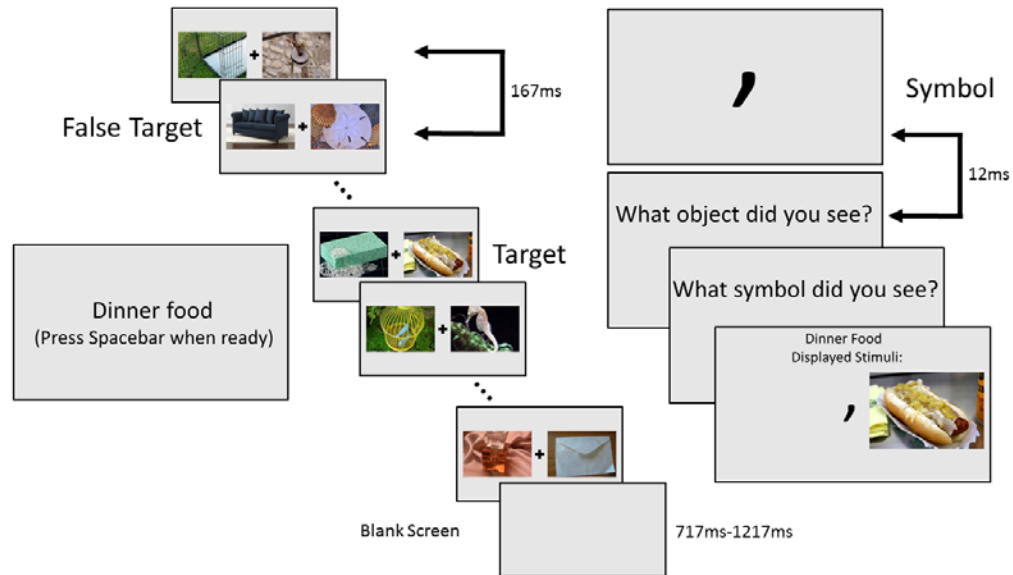 Dinner food
(Press Spacebar when ready)
+
167ms
False Target
+
+
Target
+
+
Blank Screen
717ms-1217ms
,
Symbol
12ms
What object did you see?
What symbol did you see?
Dinner Food
Displayed Stimuli:
,